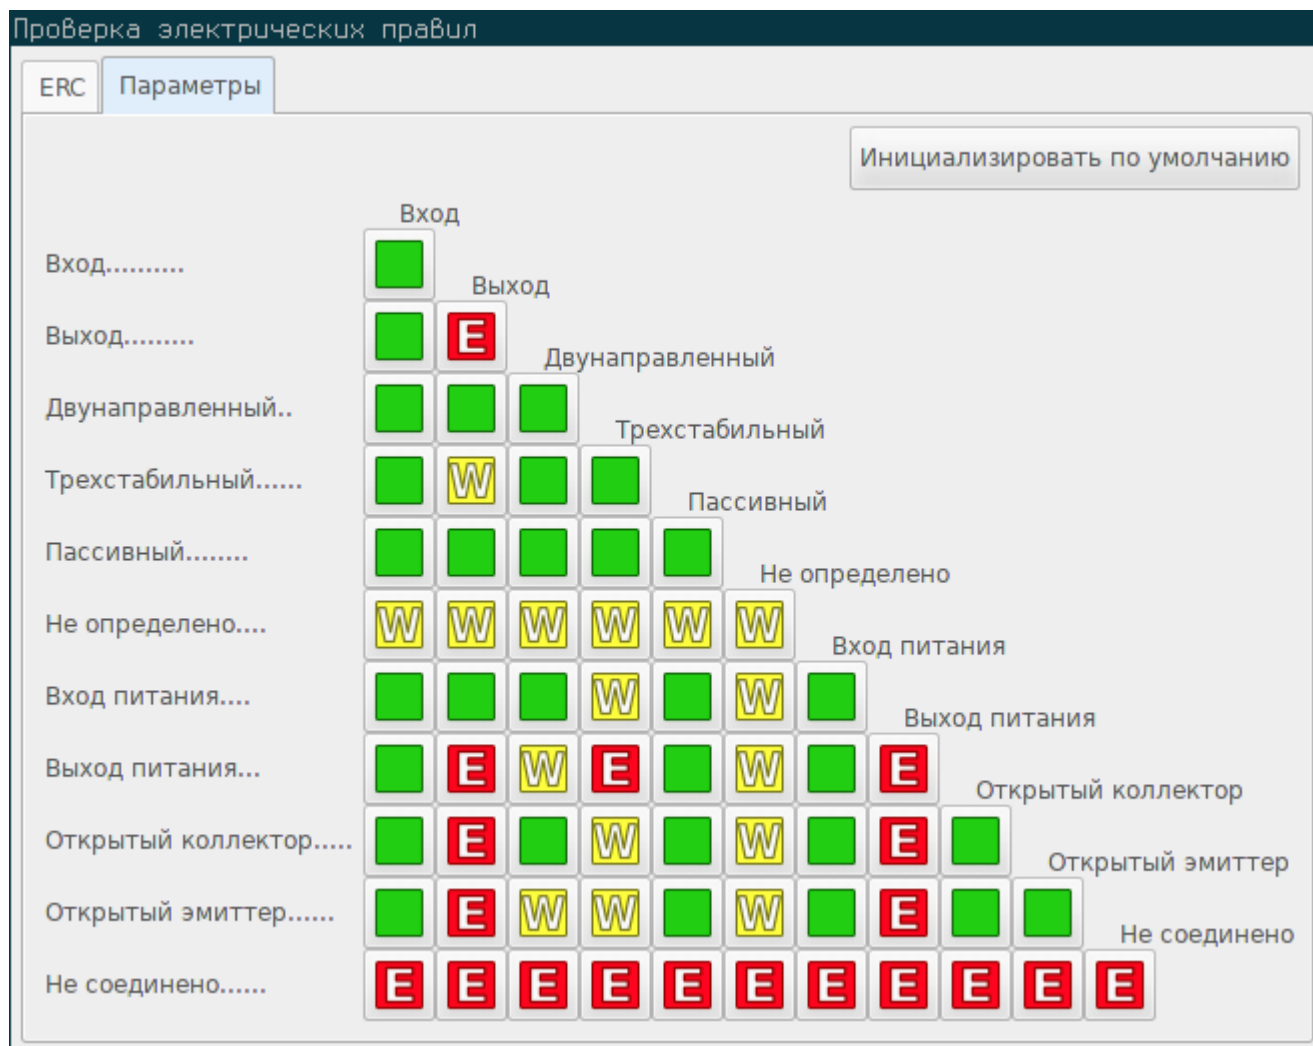 Проверка электрических правил
ERC Параметры
Инициализировать по умолчанию
Вход
Вход..........
Выход
Выход......... E
Двунаправленный
Двунаправленный..
Трехстабильный
Трехстабильный...... W
Пассивный
Пассивный........
Не определено
Не определено.... W W W W W W
Вход питания
Вход питания.... W W
Выход питания
Выход питания... E W E W E
Открытый коллектор
Открытый коллектор..... E W W E
Открытый эмиттер
Открытый эмиттер...... E W W W E
Не соединено
Не соединено...... E E E E E E E E E E E